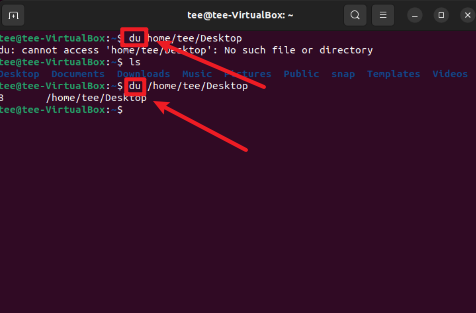 tee@tee-VirtualBox: ~
tee@tee-VirtualBox:~$ du home/tee/Desktop
du: cannot access 'home/tee/Desktop': No such file or directory
tee@tee-VirtualBox:~$ ls
Desktop Documents Downloads Music Pictures Public snap Templates Videos
tee@tee-VirtualBox:~$ du /home/tee/Desktop
8 /home/tee/Desktop
tee@tee-VirtualBox:~$